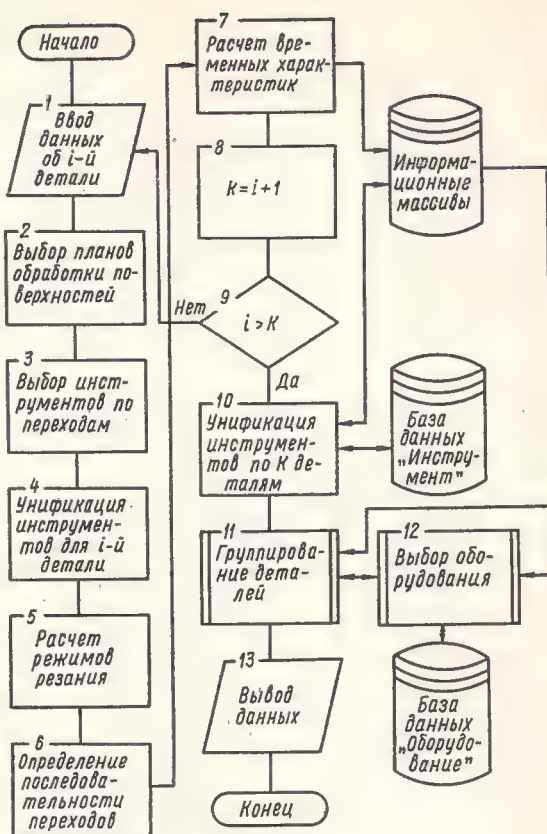 Начало
1
Ввод
данных
об i-й
детали
2
Выбор планов
обработки по-
верхностей
3
Выбор инст-
рументов по
переходам
4
Унификация
инструмен-
тов для i-й
детали
5
Расчет
режимов
резания
6
Определение
последова-
тельности
переходов
7
Расчет вре-
менных харак-
теристик
8
К=i+1
9
Нет
i>К
Да
10
Унификация
инструмен-
тов по К де-
талям
11
Группирова-
ние дета-
лей
12
Выбор обо-
рудования
13
Вывод
данных
Конец
Информа-
ционные
массивы
База
данных
„Инстру-
мент"
База
данных
„Оборудо-
вание"